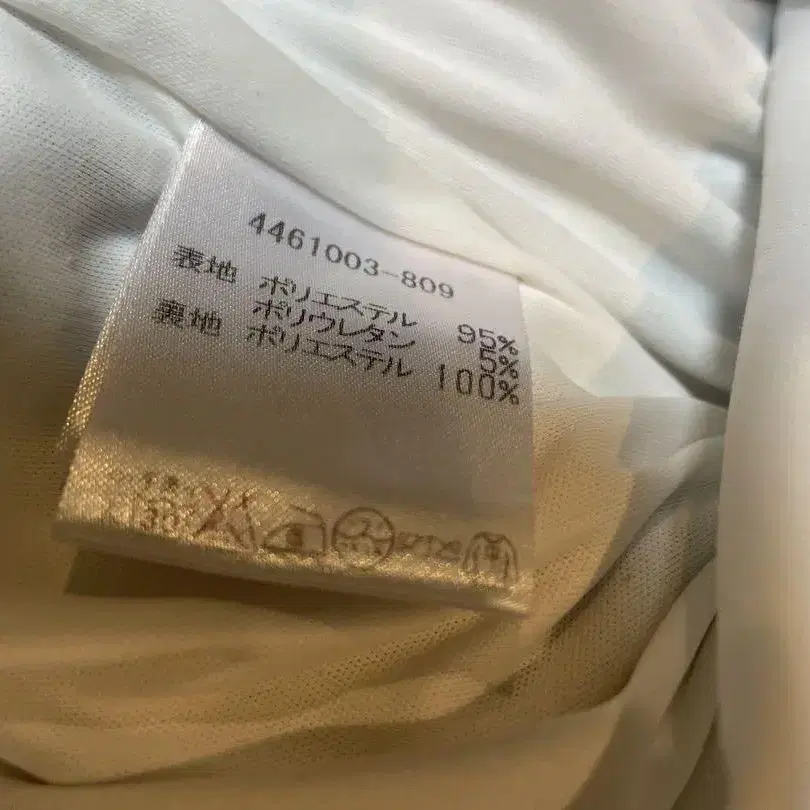 4461003-809
表地 ポリエステル 95%
ポリウレタン 5%
裏地 ポリエステル 100%
30